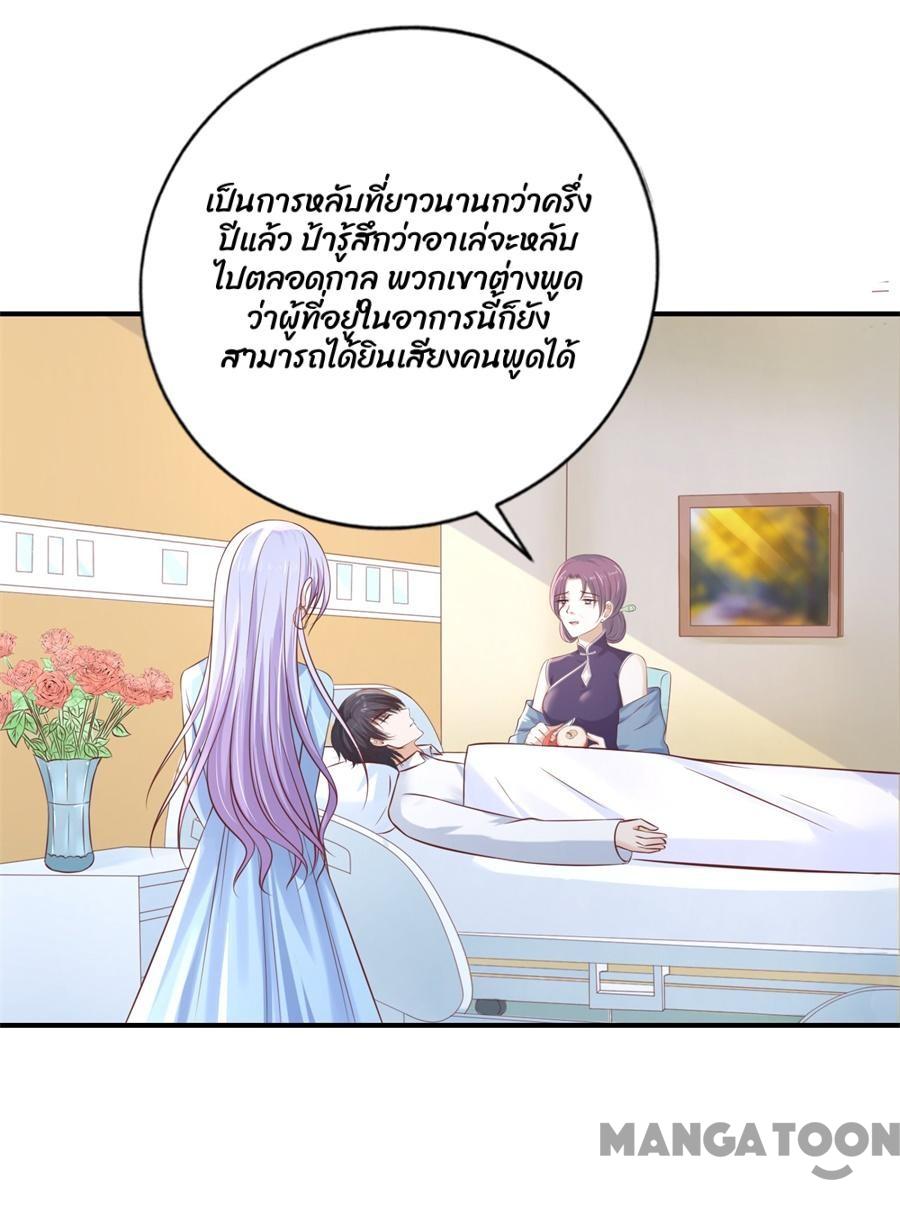 เป็นการหลับที่ยาวนานกว่าครึ่ง
ปีแล้ว ป้ารู้สึกว่าอาเล่จะหลับ
ไปตลอดกาล พวกเขาต่างพูด
ว่าผู้ที่อยู่ในอาการนี้ก็ยัง
สามารถได้ยินเสียงคนพูดได้
MANGATOON